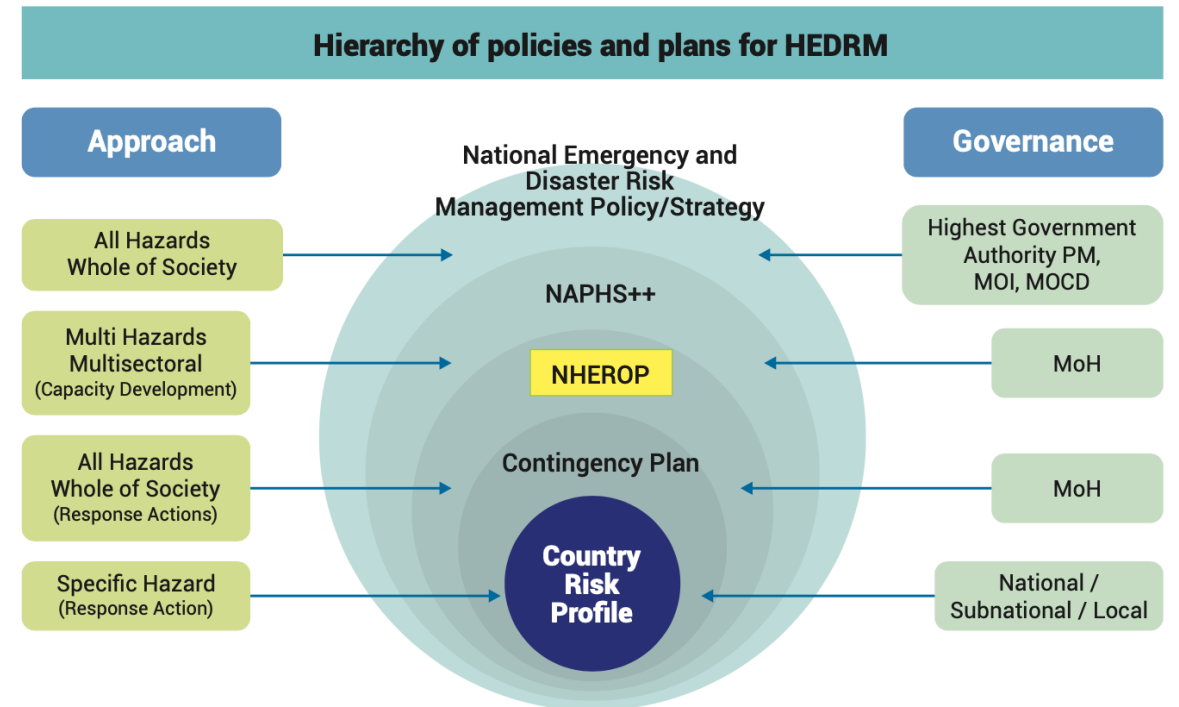 Hierarchy of policies and plans for HEDRM
Approach
Governance
National Emergency and
Disaster Risk
Management Policy/Strategy
All Hazards
Whole of Society
Highest Government
Authority PM,
MOI, MOCD
NAPHS++
Multi Hazards
Multisectoral
(Capacity Development)
NHEROP
MoH
All Hazards
Whole of Society
(Response Actions)
Contingency Plan
MoH
Specific Hazard
(Response Action)
Country
Risk
Profile
National /
Subnational / Local